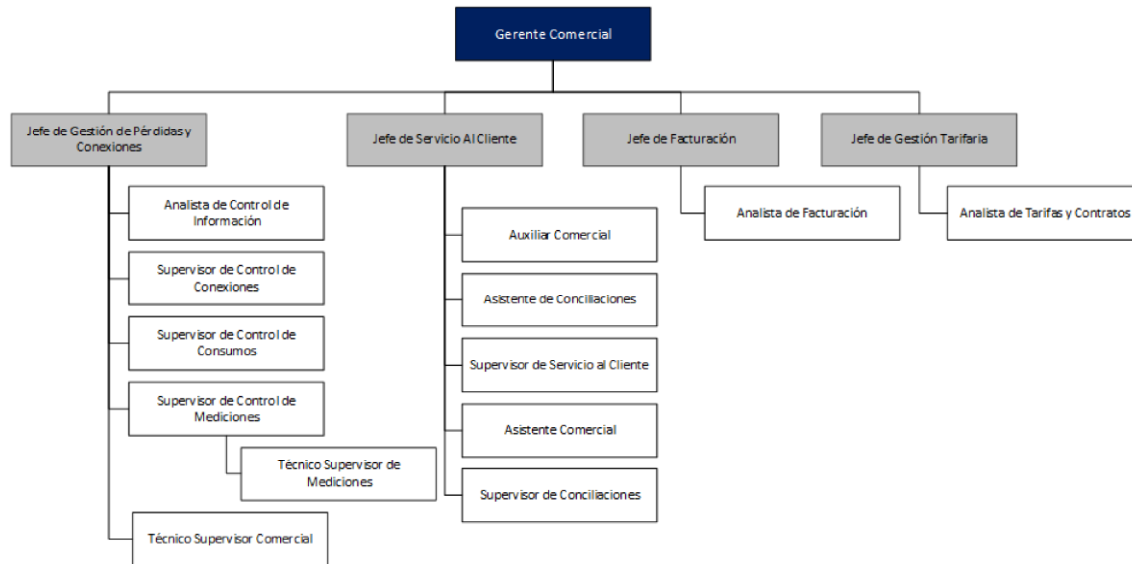 Gerente Comercial
Jefe de Gestión de Pérdidas y
Conexiones
Jefe de Servicio Al Cliente
Jefe de Facturación
Jefe de Gestión Tarifaria
Analista de Control de
Información
Supervisor de Control de
Conexiones
Supervisor de Control de
Consumos
Supervisor de Control de
Mediciones
Técnico Supervisor de
Mediciones
Técnico Supervisor Comercial
Auxiliar Comercial
Asistente de Conciliaciones
Supervisor de Servicio al Cliente
Asistente Comercial
Supervisor de Conciliaciones
Analista de Facturación
Analista de Tarifas y Contratos